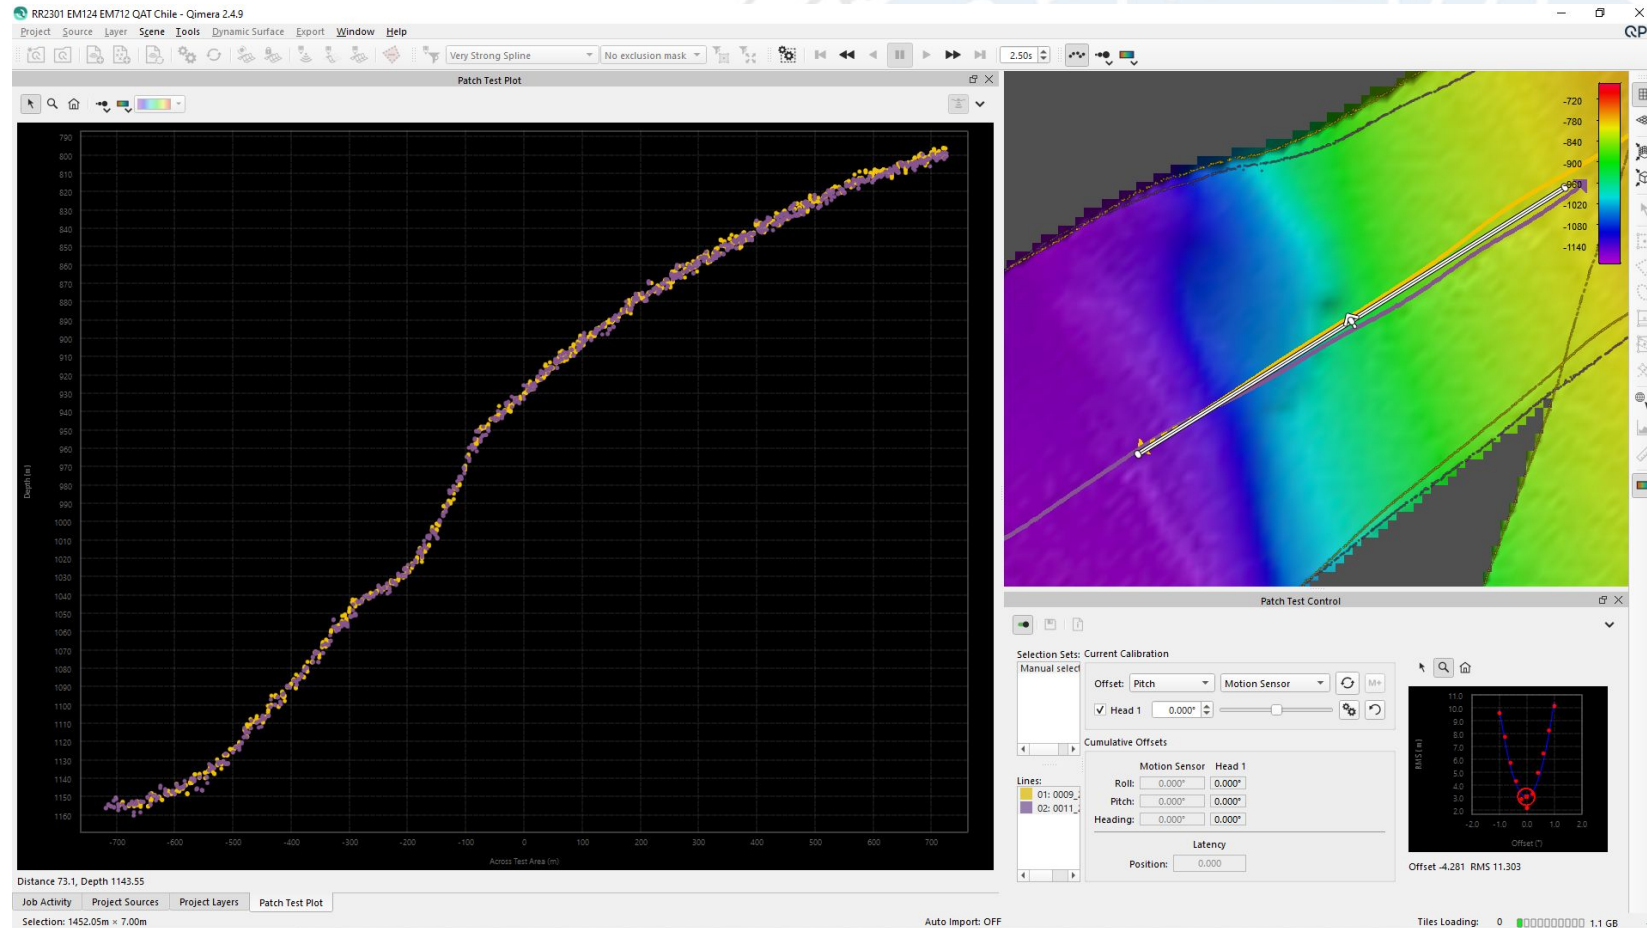 RR2301 EM124 EM712 QAT Chile - Qimera 2.4.9
Project Source Layer Scene Tools Dynamic Surface Export Window Help
QP
Very Strong Spline No exclusion mask 2.50s
Patch Test Plot
790
800
810
820
830
840
850
860
870
880
890
900
910
920
930
940
950
960
970
980
990
1000
1010
1020
1030
1040
1050
1060
1070
1080
1090
1100
1110
1120
1130
1140
1150
1160
Depth (m)
-700 -600 -500 -400 -300 -200 -100 0 100 200 300 400 500 600 700
Across Test Area (m)
-720
-780
-840
-900
-960
-1020
-1080
-1140
Patch Test Control
Selection Sets: Current Calibration
Manual select
Offset: Pitch Motion Sensor M+
Head 1 0.000°
Cumulative Offsets
Motion Sensor Head 1
Roll: 0.000° 0.000°
Pitch: 0.000° 0.000°
Heading: 0.000° 0.000°
Latency
Position: 0.000
Lines:
01: 0009_
02: 0011_
11.0
10.0
9.0
8.0
7.0
6.0
5.0
4.0
3.0
2.0
RMS (m)
-2.0 -1.0 0.0 1.0 2.0
Offset (°)
Offset -4.281 RMS 11.303
Distance 73.1, Depth 1143.55
Job Activity Project Sources Project Layers Patch Test Plot
Selection: 1452.05m × 7.00m Auto Import: OFF Tiles Loading: 0 1.1 GB